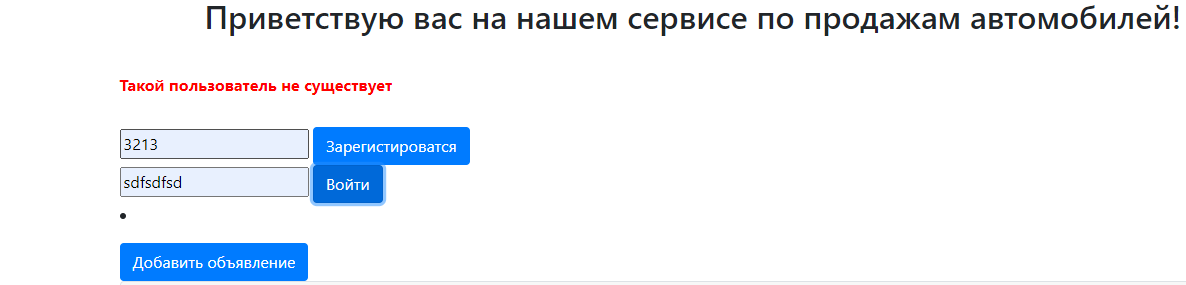 Приветствую вас на нашем сервисе по продажам автомобилей!
Такой пользователь не существует
3213 Зарегистироватся
sdfsdfsd Войти
Добавить объявление